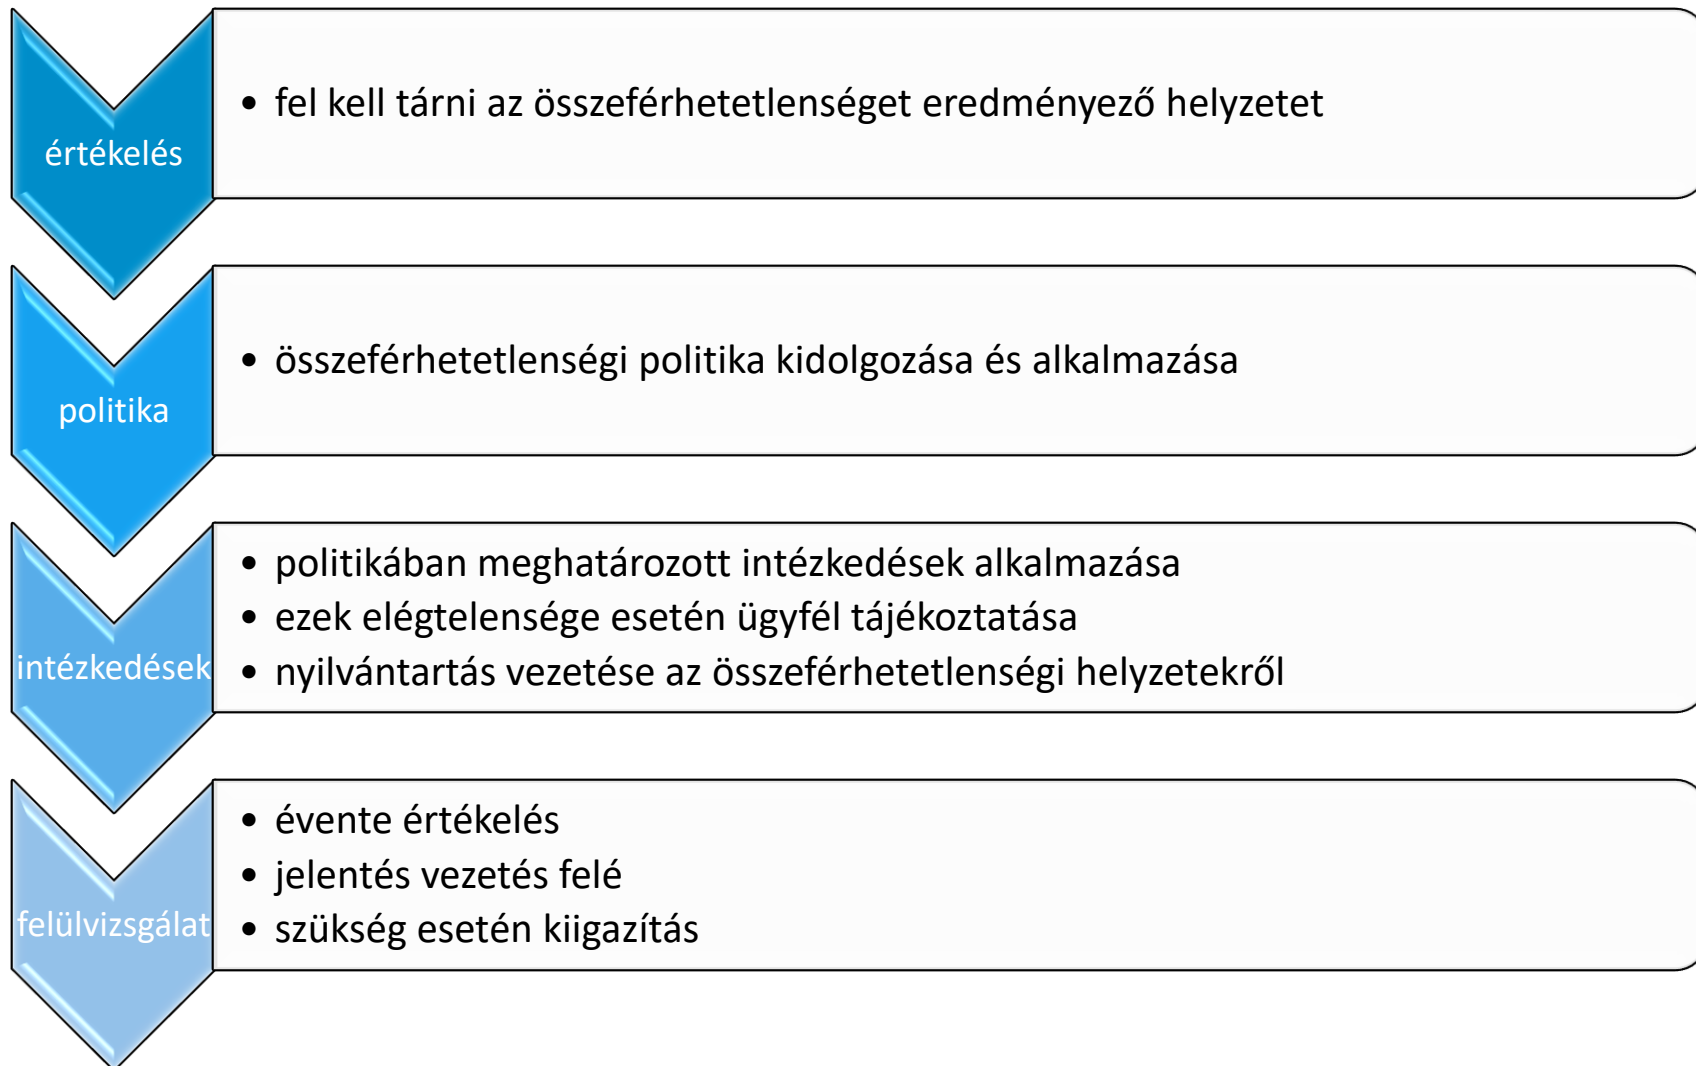 értékelés
• fel kell tárni az összeférhetetlenséget eredményező helyzetet
politika
• összeférhetetlenségi politika kidolgozása és alkalmazása
intézkedések
• politikában meghatározott intézkedések alkalmazása
• ezek elégtelensége esetén ügyfél tájékoztatása
• nyilvántartás vezetése az összeférhetetlenségi helyzetekről
felülvizsgálat
• évente értékelés
• jelentés vezetés felé
• szükség esetén kiigazítás